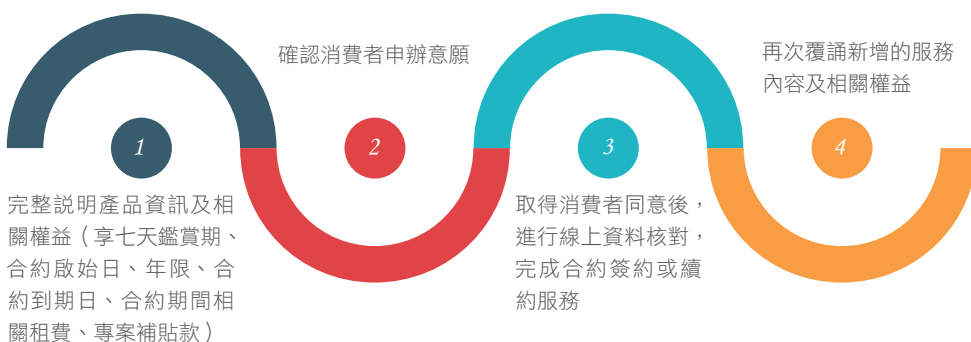 1
完整説明產品資訊及相
關權益（享七天鑑賞期、
合約啟始日、年限、合
約到期日、合約期間相
關租費、專案補貼款）
確認消費者申辦意願
2
3
取得消費者同意後，
進行線上資料核對，
完成合約簽約或續
約服務
再次覆誦新增的服務
內容及相關權益
4